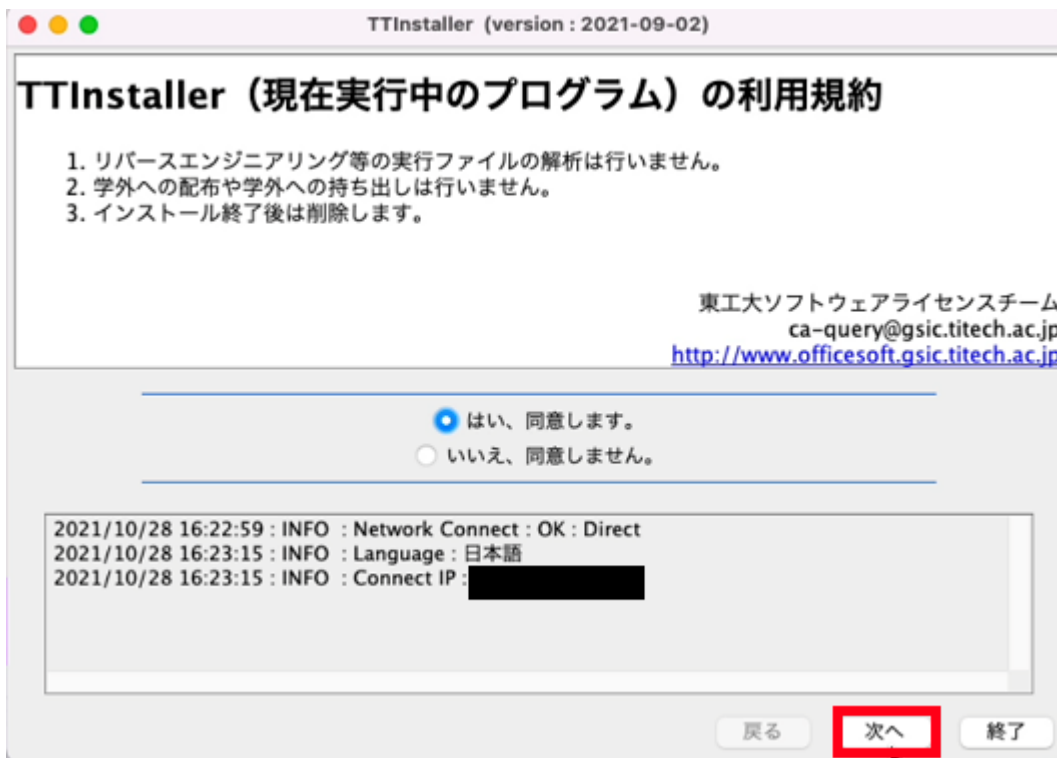 TTInstaller (version : 2021-09-02)
TTInstaller（現在実行中のプログラム）の利用規約
1. リバースエンジニアリング等の実行ファイルの解析は行いません。
2. 学外への配布や学外への持ち出しは行いません。
3. インストール終了後は削除します。
東工大ソフトウェアライセンスチーム
ca-query@gsic.titech.ac.jp
http://www.officesoft.gsic.titech.ac.jp
はい、同意します。
いいえ、同意しません。
2021/10/28 16:22:59 : INFO : Network Connect : OK : Direct
2021/10/28 16:23:15 : INFO : Language : 日本語
2021/10/28 16:23:15 : INFO : Connect IP :
戻る 次へ 終了